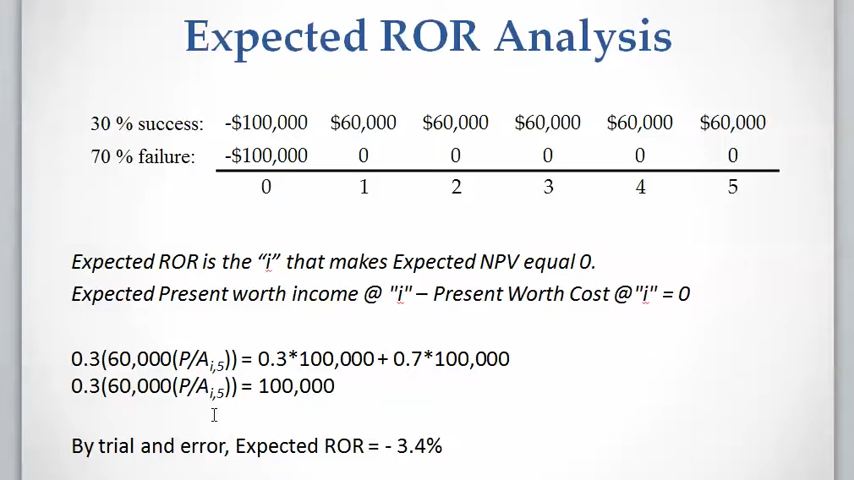 Expected ROR Analysis
30 % success: -$100,000 $60,000 $60,000 $60,000 $60,000 $60,000
70 % failure: -$100,000 0 0 0 0 0
0 1 2 3 4 5
Expected ROR is the “i” that makes Expected NPV equal 0.
Expected Present worth income @ "i" – Present Worth Cost @"i" = 0
0.3(60,000(P/Ai,5)) = 0.3*100,000 + 0.7*100,000
0.3(60,000(P/Ai,5)) = 100,000
By trial and error, Expected ROR = - 3.4%